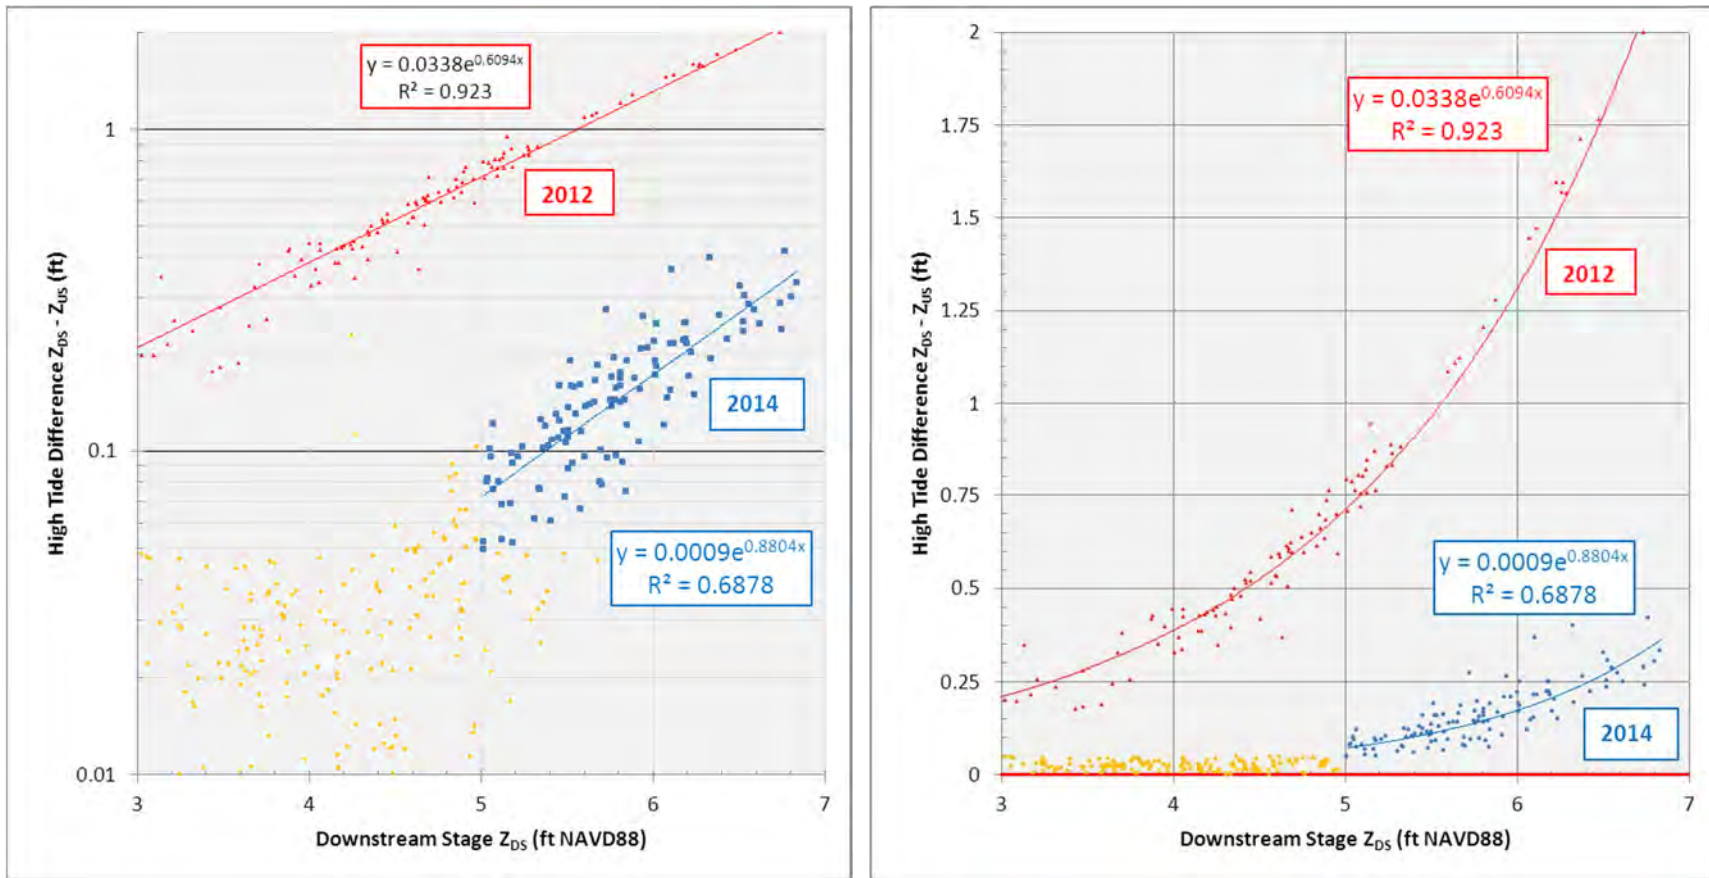 High Tide Difference Z_DS - Z_US (ft)
y = 0.0338e^0.6094x
R² = 0.923
2012
2014
y = 0.0009e^0.8804x
R² = 0.6878
1
0.1
0.01
3 4 5 6 7
Downstream Stage Z_DS (ft NAVD88)
High Tide Difference Z_DS - Z_US (ft)
2
1.75
1.5
1.25
1
0.75
0.5
0.25
0
y = 0.0338e^0.6094x
R² = 0.923
2012
y = 0.0009e^0.8804x
R² = 0.6878
2014
3 4 5 6 7
Downstream Stage Z_DS (ft NAVD88)